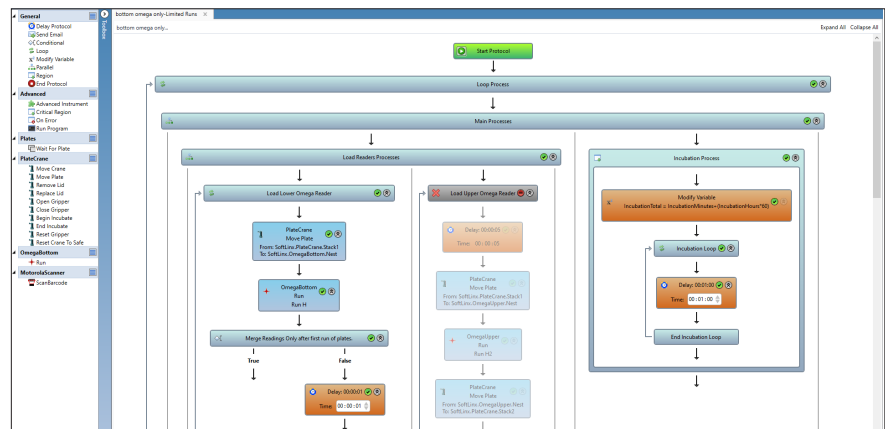 bottom omega only-Limited Runs ×
bottom omega only...
Expand All Collapse All
Toolbox
General
Delay Protocol
Send Email
Conditional
Loop
Modify Variable
Parallel
Region
End Protocol
Advanced
Advanced Instrument
Critical Region
On Error
Run Program
Plates
Wait For Plate
PlateCrane
Move Crane
Move Plate
Remove Lid
Replace Lid
Open Gripper
Close Gripper
Begin Incubate
End Incubate
Reset Gripper
Reset Crane To Safe
OmegaBottom
Run
MotorolaScanner
ScanBarcode
Start Protocol
Loop Process
Main Processes
Load Readers Processes
Load Lower Omega Reader
PlateCrane
Move Plate
From: SoftLinx.PlateCrane.Stack1
To: SoftLinx.OmegaBottom.Nest
OmegaBottom
Run
Run H
Merge Readings Only after first run of plates.
True False
Delay: 00:00:01
Time: 00:00:01
Load Upper Omega Reader
Delay: 00:00:05
Time: 00:00:05
PlateCrane
Move Plate
From: SoftLinx.PlateCrane.Stack1
To: SoftLinx.OmegaUpper.Nest
OmegaUpper
Run
Run H2
PlateCrane
Move Plate
From: SoftLinx.OmegaUpper.Nest
To: SoftLinx.PlateCrane.Stack2
Incubation Process
Modify Variable
IncubationTotal = IncubationMinutes+(IncubationHours*60)
Incubation Loop
Delay: 00:01:00
Time: 00:01:00
End Incubation Loop